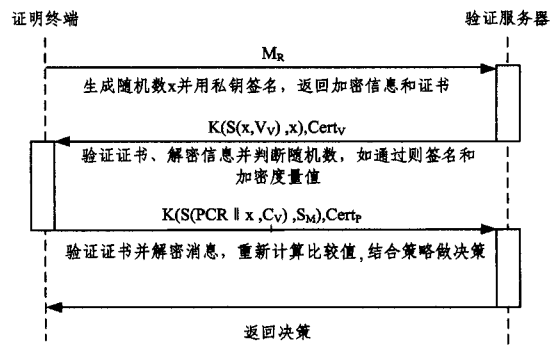 证明终端
验证服务器
M_R
生成随机数x并用私钥签名，返回加密信息和证书
K(S(x,V_V),x),Cert_V
验证证书、解密信息并判断随机数，如通过则签名和
加密度量值
K(S(PCR‖x,C_V),S_M),Cert_P
验证证书并解密消息，重新计算比较值,结合策略做决策
返回决策